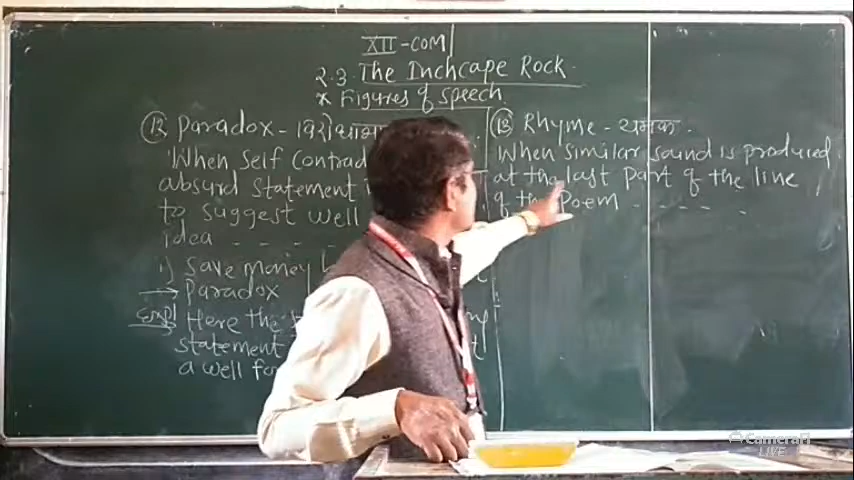 XII - COM
2.3. The Inchcape Rock.
* Figures of speech.
(12) Paradox - विरोधाभास
'When Self Contrad
absurd statement
to suggest well
idea - - -
i) Save money
→ Paradox
Expl Here the
statement
a well
(13) Rhyme - यमक.
When similar sound is produced
at the last part of the line
of the Poem - - - - -
CameraFi
LIVE